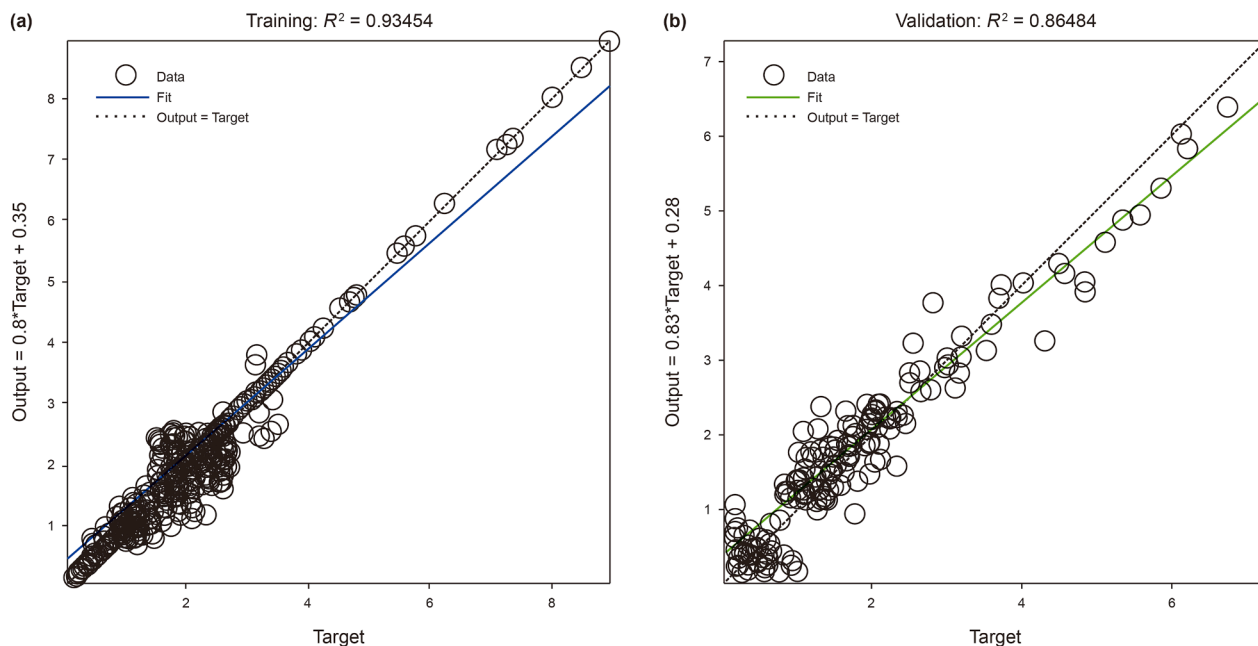 (a)
Training: R² = 0.93454
Data
Fit
Output = Target
Output = 0.8*Target + 0.35
8
7
6
5
4
3
2
1
2
4
6
8
Target
(b)
Validation: R² = 0.86484
Data
Fit
Output = Target
Output = 0.83*Target + 0.28
7
6
5
4
3
2
1
2
4
6
Target